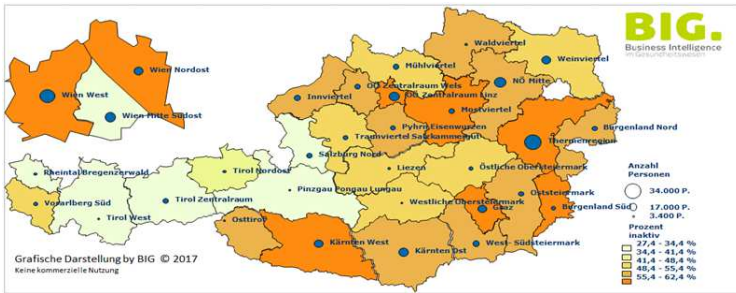 BIG.
Business Intelligence
im Gesundheitswesen
Waldviertel
Wien Nordost
Mühlviertel
Weinviertel
Wien West
OÖ Zentralraum Wels
NÖ Mitte
Innviertel
OÖ Zentralraum Linz
Wien Mitte Südost
Mostviertel
Pyhrn Eisenwurzen
Burgenland Nord
Traunviertel Salzkammergut
Thermenregion
Salzburg Nord
Rheintal Bregenzerwald
Tirol Nordost
Liezen
Östliche Obersteiermark
Anzahl
Personen
Pinzgau Pongau Lungau
34.000 P.
Vorarlberg Süd
Tirol Zentralraum
Westliche Obersteiermark
Oststeiermark
17.000 P.
Tirol West
Osttirol
Graz
Burgenland Süd
3.400 P.
Kärnten West
Kärnten Ost
West- Südsteiermark
Prozent
inaktiv
27,4 - 34,4 %
34,4 - 41,4 %
41,4 - 48,4 %
48,4 - 55,4 %
55,4 - 62,4 %
Grafische Darstellung by BIG © 2017
Keine kommerzielle Nutzung